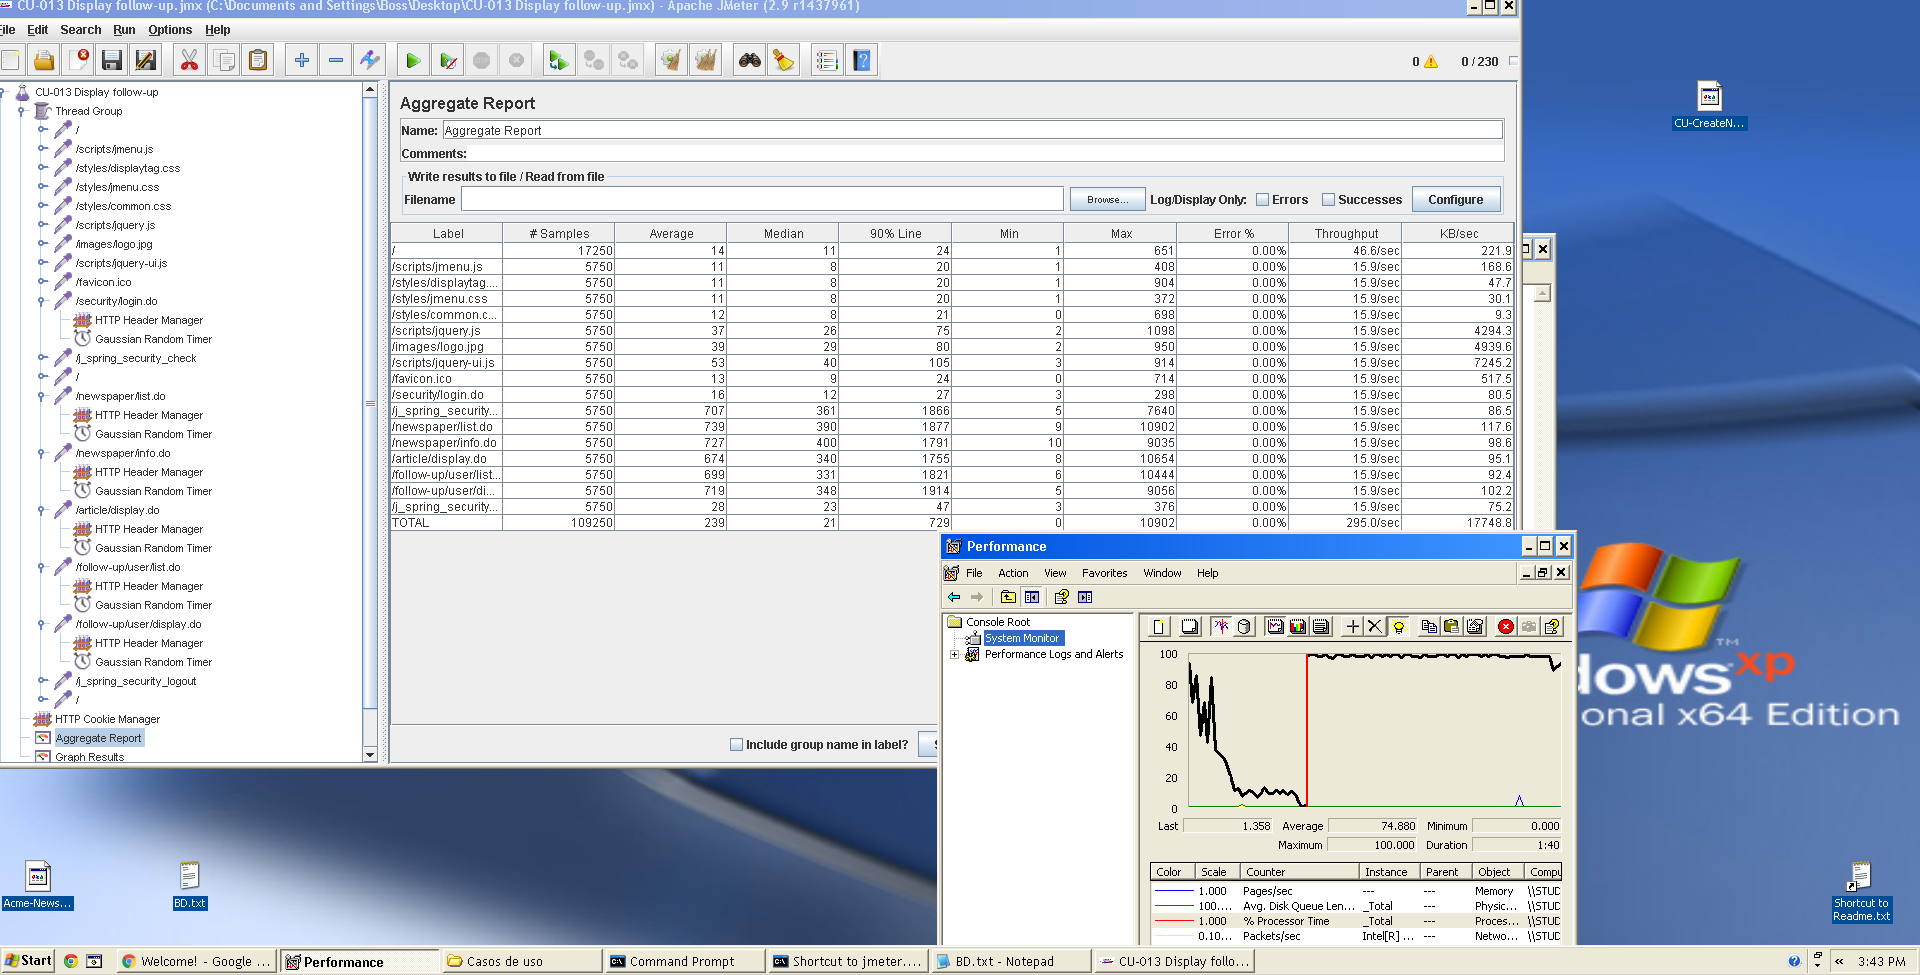 CU-013 Display follow-up.jmx (C:\Documents and Settings\Boss\Desktop\CU-013 Display follow-up.jmx) - Apache JMeter (2.9 r1437961)
File Edit Search Run Options Help
0 0 / 230
CU-013 Display follow-up
Thread Group
/
/scripts/jmenu.js
/styles/displaytag.css
/styles/jmenu.css
/styles/common.css
/scripts/jquery.js
/images/logo.jpg
/scripts/jquery-ui.js
/favicon.ico
/security/login.do
HTTP Header Manager
Gaussian Random Timer
/j_spring_security_check
/
/newspaper/list.do
HTTP Header Manager
Gaussian Random Timer
/newspaper/info.do
HTTP Header Manager
Gaussian Random Timer
/article/display.do
HTTP Header Manager
Gaussian Random Timer
/follow-up/user/list.do
HTTP Header Manager
Gaussian Random Timer
/follow-up/user/display.do
HTTP Header Manager
Gaussian Random Timer
/j_spring_security_logout
/
HTTP Cookie Manager
Aggregate Report
Graph Results
Aggregate Report
Name: Aggregate Report
Comments:
Write results to file / Read from file
Filename Browse... Log/Display Only: Errors Successes Configure
Label # Samples Average Median 90% Line Min Max Error % Throughput KB/sec
/ 17250 14 11 24 1 651 0.00% 46.6/sec 221.9
/scripts/jmenu.js 5750 11 8 20 1 408 0.00% 15.9/sec 168.6
/styles/displaytag.... 5750 11 8 20 1 904 0.00% 15.9/sec 47.7
/styles/jmenu.css 5750 11 8 20 1 372 0.00% 15.9/sec 30.1
/styles/common.c... 5750 12 8 21 0 698 0.00% 15.9/sec 9.3
/scripts/jquery.js 5750 37 26 75 2 1098 0.00% 15.9/sec 4294.3
/images/logo.jpg 5750 39 29 80 2 950 0.00% 15.9/sec 4939.6
/scripts/jquery-ui.js 5750 53 40 105 3 914 0.00% 15.9/sec 7245.2
/favicon.ico 5750 13 9 24 0 714 0.00% 15.9/sec 517.5
/security/login.do 5750 16 12 27 3 298 0.00% 15.9/sec 80.5
/j_spring_security... 5750 707 361 1866 5 7640 0.00% 15.9/sec 86.5
/newspaper/list.do 5750 739 390 1877 9 10902 0.00% 15.9/sec 117.6
/newspaper/info.do 5750 727 400 1791 10 9035 0.00% 15.9/sec 98.6
/article/display.do 5750 674 340 1755 8 10654 0.00% 15.9/sec 95.1
/follow-up/user/list... 5750 699 331 1821 6 10444 0.00% 15.9/sec 92.4
/follow-up/user/di... 5750 719 348 1914 5 9056 0.00% 15.9/sec 102.2
/j_spring_security... 5750 28 23 47 3 376 0.00% 15.9/sec 75.2
TOTAL 109250 239 21 729 0 10902 0.00% 295.0/sec 17748.8
Include group name in label? S
Performance
File Action View Favorites Window Help
Console Root
System Monitor
Performance Logs and Alerts
100
80
60
40
20
0
Last 1.358 Average 74.880 Minimum 0.000
Maximum 100.000 Duration 1:40
Color Scale Counter Instance Parent Object Compu
1.000 Pages/sec --- --- Memory \\STUD
100.... Avg. Disk Queue Len... _Total --- Physic... \\STUD
1.000 % Processor Time _Total --- Proces... \\STUD
0.10... Packets/sec Intel[R] ... --- Netwo... \\STUD
CU-CreateN...
dows xp
TM
onal x64 Edition
Acme-News...
BD.txt
Shortcut to
Readme.txt
Start Welcome! - Google ... Performance Casos de uso Command Prompt Shortcut to jmeter.... BD.txt - Notepad CU-013 Display follo... « 3:43 PM